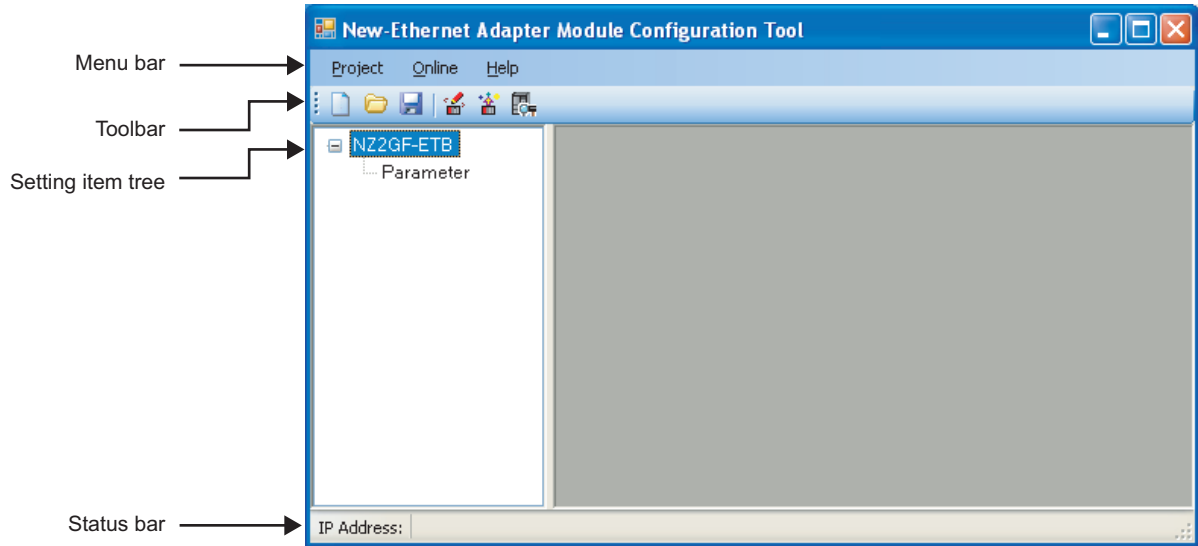 New-Ethernet Adapter Module Configuration Tool
Menu bar
Project Online Help
Toolbar
NZ2GF-ETB
Parameter
Setting item tree
Status bar
IP Address: